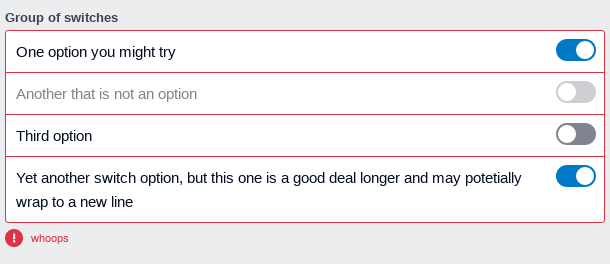 Group of switches
One option you might try
Another that is not an option
Third option
Yet another switch option, but this one is a good deal longer and may potetially
wrap to a new line
whoops